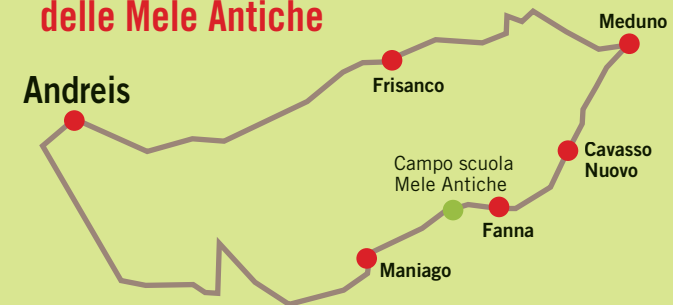 delle Mele Antiche
Meduno
Frisanco
Andreis
Cavasso
Nuovo
Campo scuola
Mele Antiche
Fanna
Maniago